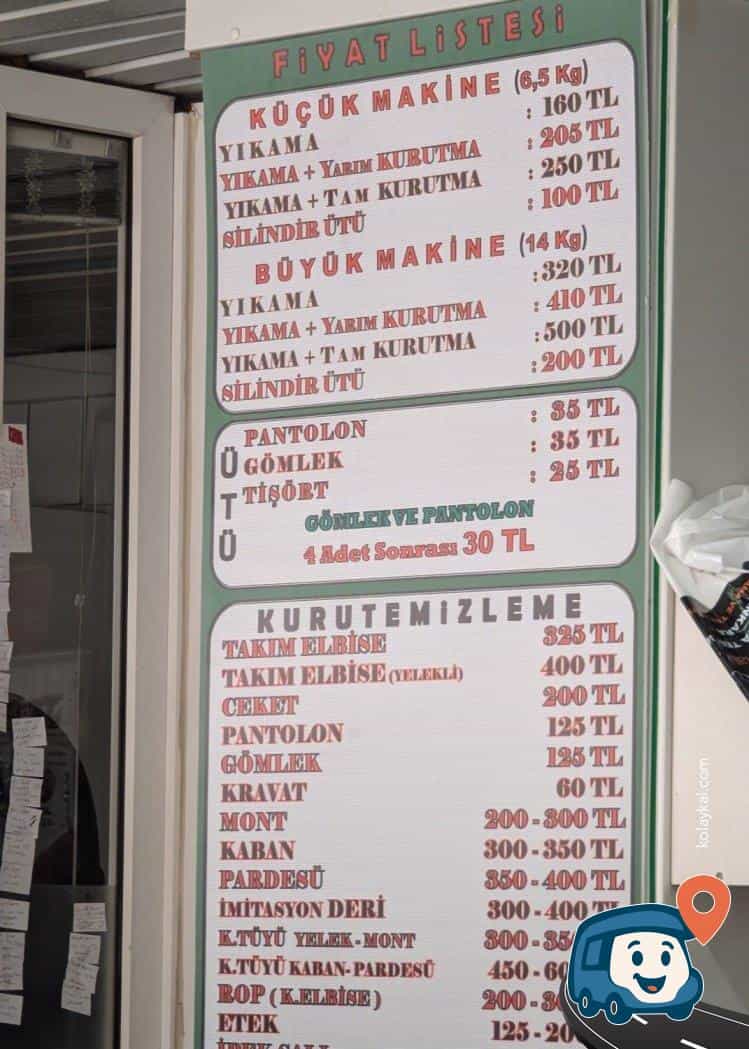 FİYAT LİSTESİ
KÜÇÜK MAKİNE (6,5 Kg)
YIKAMA : 160 TL
YIKAMA + YARIM KURUTMA : 205 TL
YIKAMA + TAM KURUTMA : 250 TL
SİLİNDİR ÜTÜ : 100 TL
BÜYÜK MAKİNE (14 Kg)
YIKAMA : 320 TL
YIKAMA + YARIM KURUTMA : 410 TL
YIKAMA + TAM KURUTMA : 500 TL
SİLİNDİR ÜTÜ : 200 TL
ÜTÜ
PANTOLON : 35 TL
GÖMLEK : 35 TL
TİŞÖRT : 25 TL
GÖMLEK VE PANTOLON
4 Adet Sonrası 30 TL
KURUTEMİZLEME
TAKIM ELBİSE 325 TL
TAKIM ELBİSE (YELEKLİ) 400 TL
CEKET 200 TL
PANTOLON 125 TL
GÖMLEK 125 TL
KRAVAT 60 TL
MONT 200 - 300 TL
KABAN 300 - 350 TL
PARDESÜ 350 - 400 TL
İMİTASYON DERİ 300 - 400
K.TÜYÜ YELEK - MONT 300 -
K.TÜYÜ KABAN- PARDESÜ 450 -
ROP ( K.ELBİSE ) 200 -
ETEK 125 -
kolaykal.com